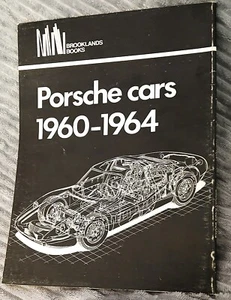 BROOKLANDS
BOOKS
Porsche cars
1960-1964